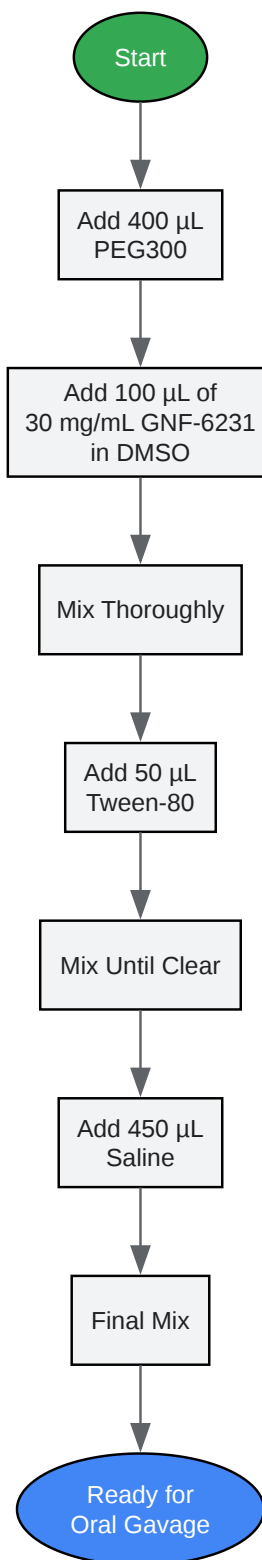 Start
Add 400 µL
PEG300
Add 100 µL of
30 mg/mL GNF-6231
in DMSO
Mix Thoroughly
Add 50 µL
Tween-80
Mix Until Clear
Add 450 µL
Saline
Final Mix
Ready for
Oral Gavage